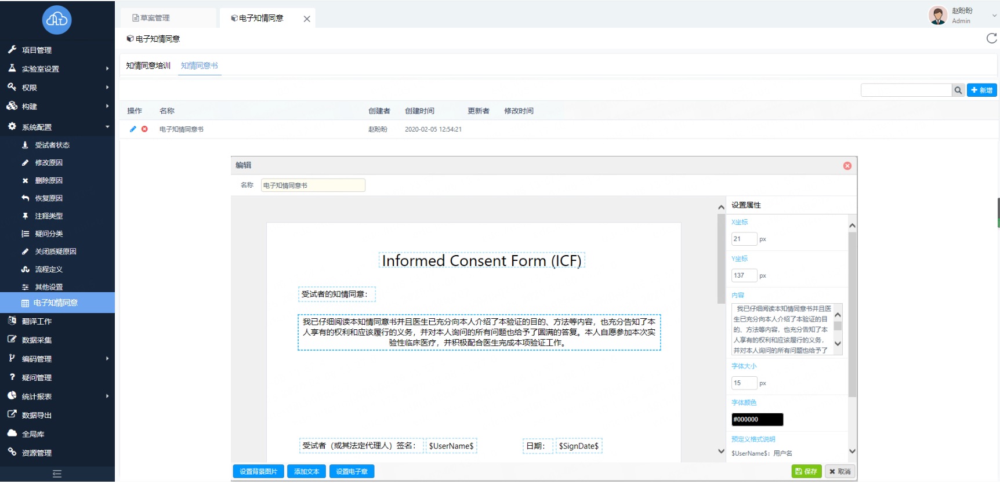 草案管理
电子知情同意
赵盼盼
Admin
电子知情同意
项目管理
实验室设置
权限
构建
系统配置
受试者状态
修改原因
删除原因
恢复原因
注释类型
疑问分类
关闭质疑原因
流程定义
其他设置
电子知情同意
翻译工作
数据采集
编码管理
疑问管理
统计报表
数据导出
全局库
资源管理
知情同意培训
知情同意书
新增
操作 名称 创建者 创建时间 更新者 修改时间
电子知情同意书 赵盼盼 2020-02-05 12:54:21
编辑
名称 电子知情同意书
Informed Consent Form (ICF)
受试者的知情同意：
我已仔细阅读本知情同意书并且医生已充分向本人介绍了本验证的目的、方法等内容，也充分告知了本
人享有的权利和应该履行的义务，并对本人询问的所有问题也给予了圆满的答复。本人自愿参加本次实
验性临床医疗，并积极配合医生完成本项验证工作。
受试者（或其法定代理人）签名： $UserName$ 日期： $SignDate$
设置属性
X坐标
21 px
Y坐标
137 px
内容
我已仔细阅读本知情同意书并且医
生已充分向本人介绍了本验证的目
的、方法等内容，也充分告知了本
人享有的权利和应该履行的义务，
并对本人询问的所有问题也给予了
字体大小
15 px
字体颜色
#000000
预定义格式说明
$UserName$：用户名
设置背景图片 添加文本 设置电子章
保存 取消